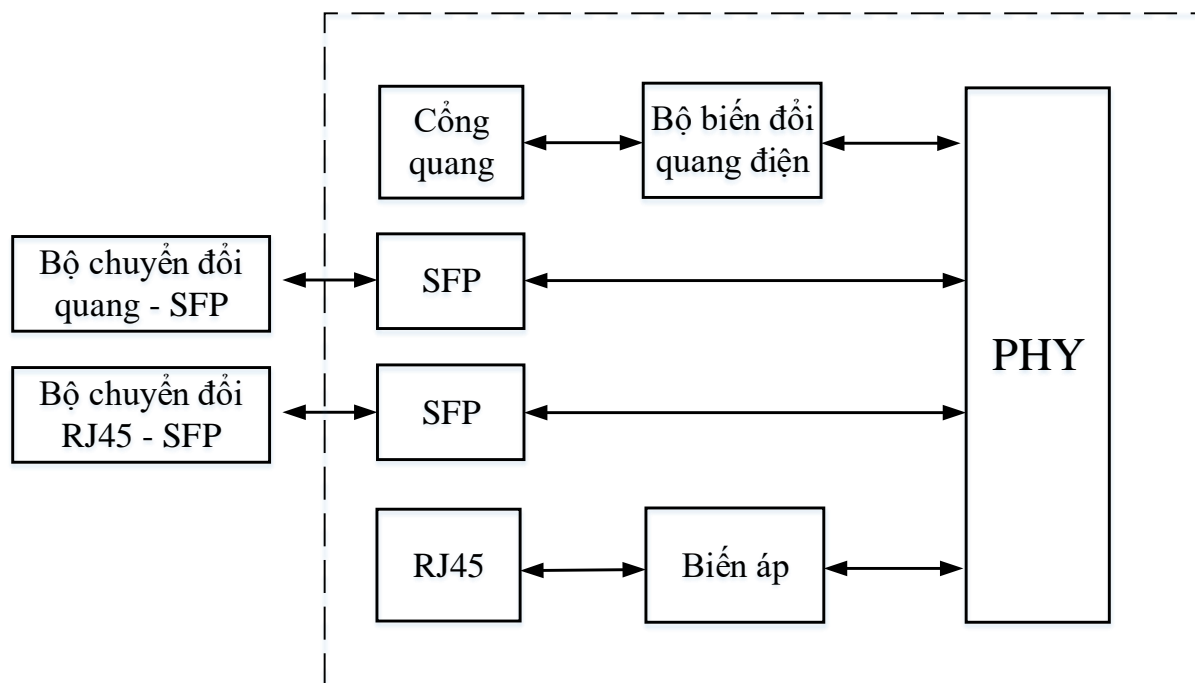 Cổng
quang
Bộ biến đổi
quang điện
Bộ chuyển đổi
quang - SFP
SFP
Bộ chuyển đổi
RJ45 - SFP
SFP
PHY
RJ45
Biến áp